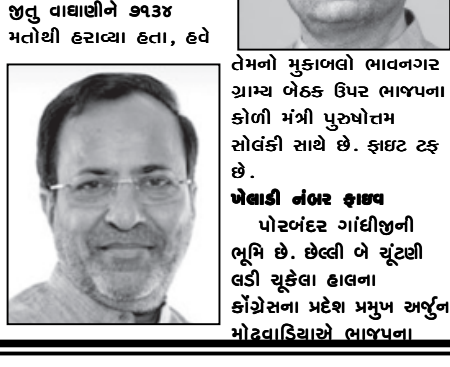 જીતુ વાઘાણીને ૭૧૩૪
મતોથી હરાવ્યા હતા, હવે
તેમનો મુકાબલો ભાવનગર
ગ્રામ્ય બેઠક ઉપર ભાજપના
કોળી મંત્રી પુરુષોત્તમ
સોલંકી સાથે છે. ફાઇટ ટફ
છે.
ખેલાડી નંબર ફાઇવ
પોરબંદર ગાંધીજીની
ભૂમિ છે. છેલ્લી બે ચૂંટણી
લડી ચૂકેલા હાલના
કોંગ્રેસના પ્રદેશ પ્રમુખ અર્જુન
મોઢવાડિયાએ ભાજપના